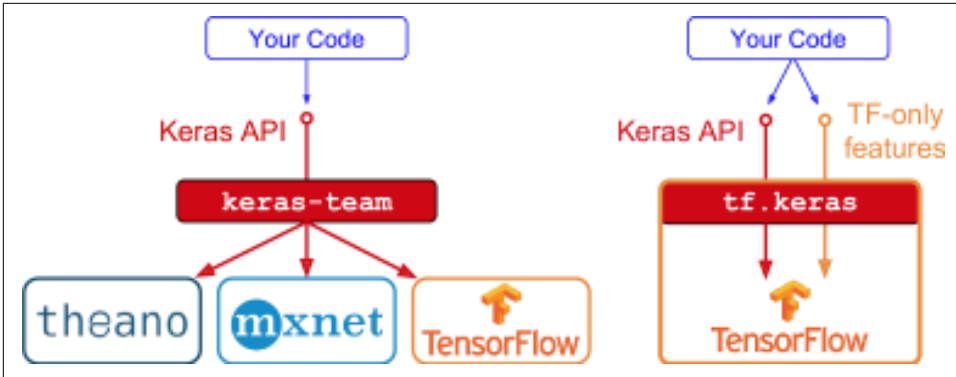 Your Code
Keras API
keras-team
theano
mxnet
TensorFlow
Your Code
Keras API
TF-only
features
tf.keras
TensorFlow